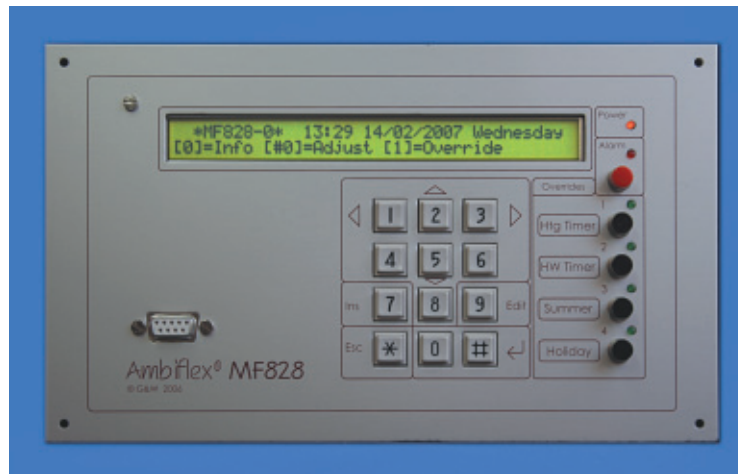 *MF828-0* 13:29 14/02/2007 Wednesday
[0]=Info [#0]=Adjust [1]=Override
Power
Alarm
Overrides
1
Htg Timer
2
HW Timer
3
Summer
4
Holiday
1 2 3
4 5 6
Ins 7 8 9 Edit
Esc * 0 #
Ambiflex® MF828
© G&M 2006